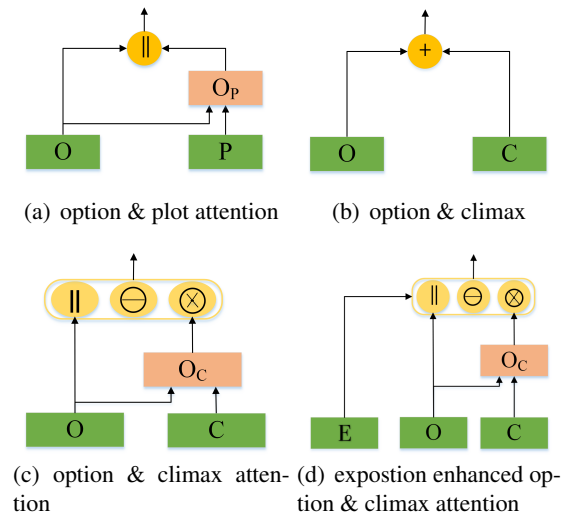 ||
O_P
O P
(a) option & plot attention
+
O C
(b) option & climax
|| ⊖ ⊗
O_C
O C
(c) option & climax atten-
tion
|| ⊖ ⊗
O_C
E O C
(d) expostion enhanced op-
tion & climax attention